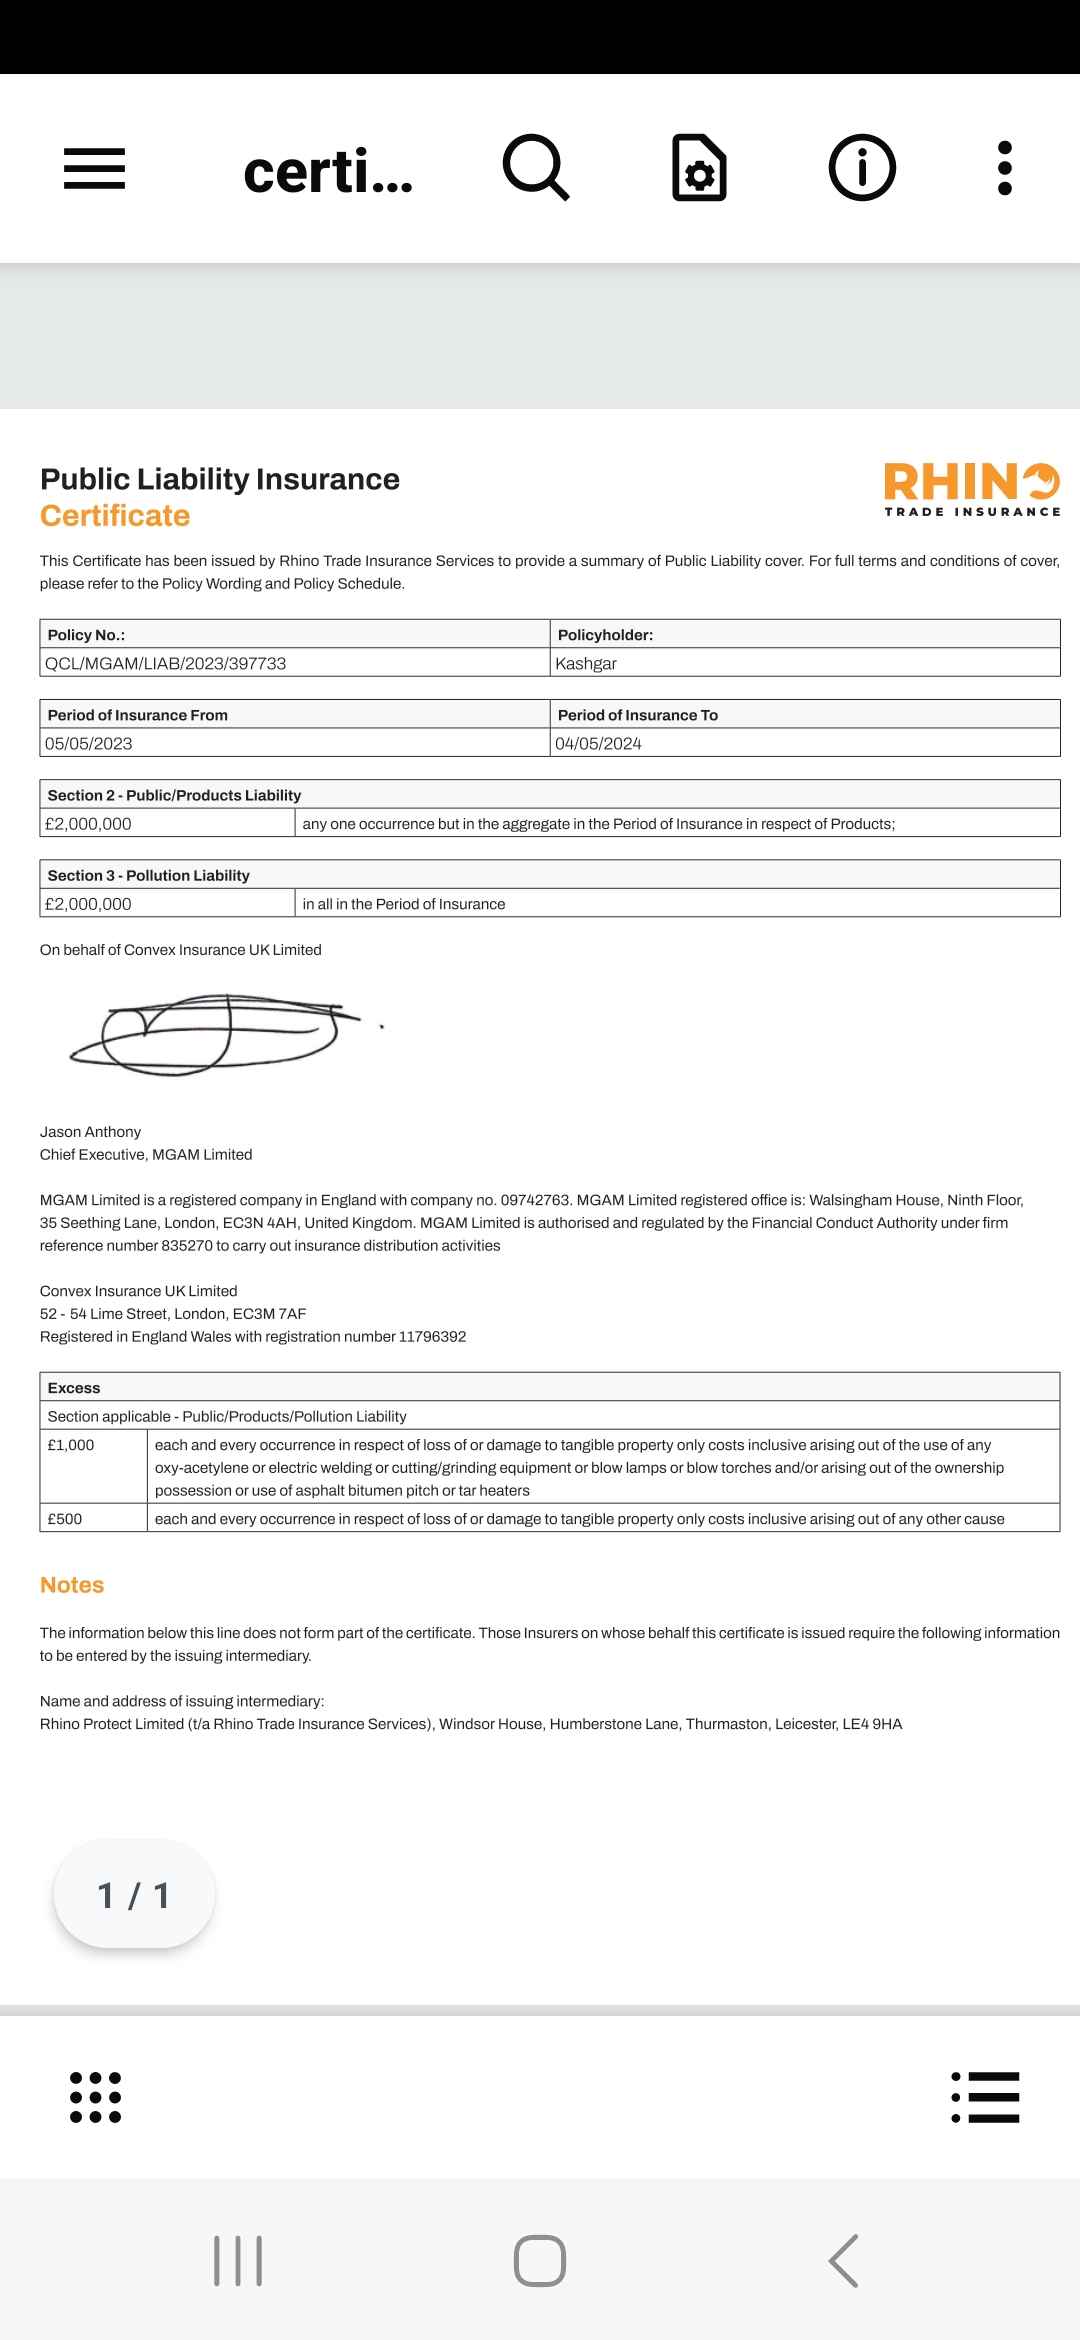 certi...
Public Liability Insurance
Certificate
RHINO
TRADE INSURANCE
This Certificate has been issued by Rhino Trade Insurance Services to provide a summary of Public Liability cover. For full terms and conditions of cover,
please refer to the Policy Wording and Policy Schedule.
Policy No.: Policyholder:
QCL/MGAM/LIAB/2023/397733 Kashgar
Period of Insurance From Period of Insurance To
05/05/2023 04/05/2024
Section 2 - Public/Products Liability
£2,000,000 any one occurrence but in the aggregate in the Period of Insurance in respect of Products;
Section 3 - Pollution Liability
£2,000,000 in all in the Period of Insurance
On behalf of Convex Insurance UK Limited
Jason Anthony
Chief Executive, MGAM Limited
MGAM Limited is a registered company in England with company no. 09742763. MGAM Limited registered office is: Walsingham House, Ninth Floor,
35 Seething Lane, London, EC3N 4AH, United Kingdom. MGAM Limited is authorised and regulated by the Financial Conduct Authority under firm
reference number 835270 to carry out insurance distribution activities
Convex Insurance UK Limited
52 - 54 Lime Street, London, EC3M 7AF
Registered in England Wales with registration number 11796392
Excess
Section applicable - Public/Products/Pollution Liability
£1,000 each and every occurrence in respect of loss of or damage to tangible property only costs inclusive arising out of the use of any
oxy-acetylene or electric welding or cutting/grinding equipment or blow lamps or blow torches and/or arising out of the ownership
possession or use of asphalt bitumen pitch or tar heaters
£500 each and every occurrence in respect of loss of or damage to tangible property only costs inclusive arising out of any other cause
Notes
The information below this line does not form part of the certificate. Those Insurers on whose behalf this certificate is issued require the following information
to be entered by the issuing intermediary.
Name and address of issuing intermediary:
Rhino Protect Limited (t/a Rhino Trade Insurance Services), Windsor House, Humberstone Lane, Thurmaston, Leicester, LE4 9HA
1 / 1